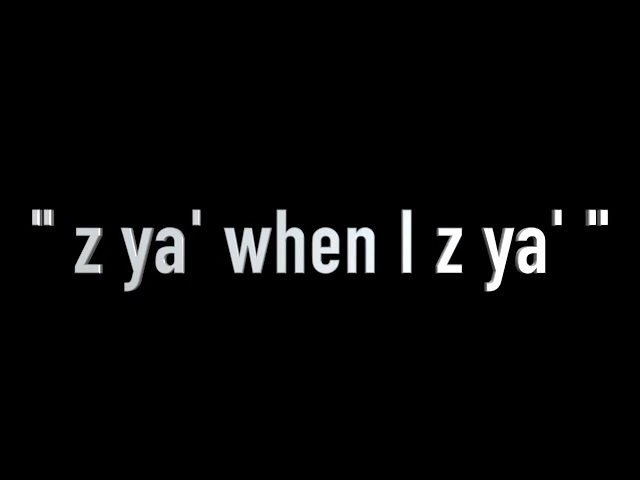 " z ya' when I z ya' "